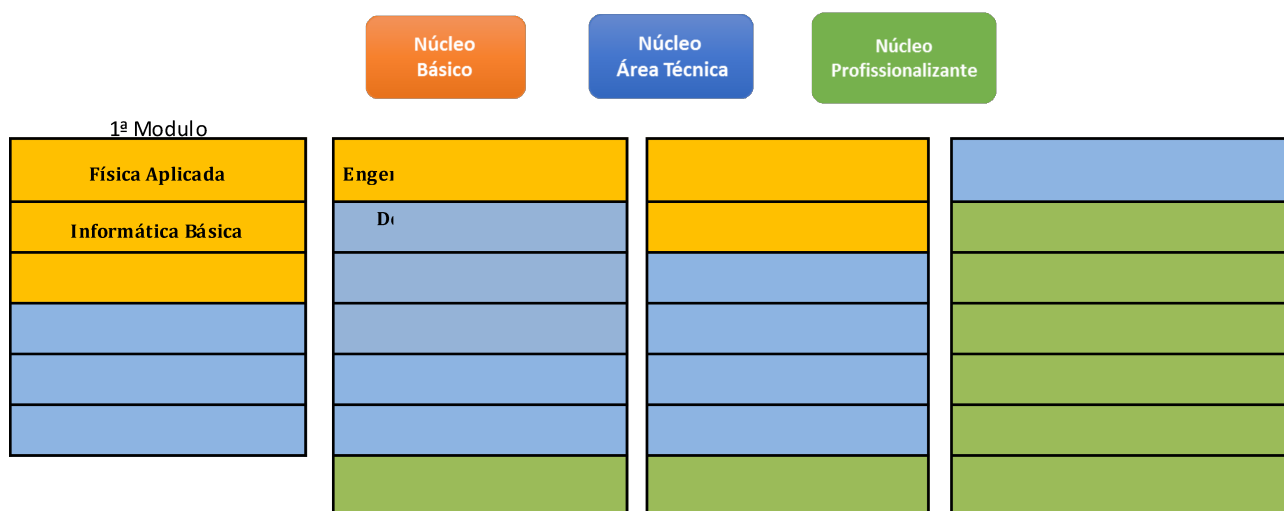 Núcleo
Básico
Núcleo
Área Técnica
Núcleo
Profissionalizante
1ª Modulo
Física Aplicada
Informática Básica